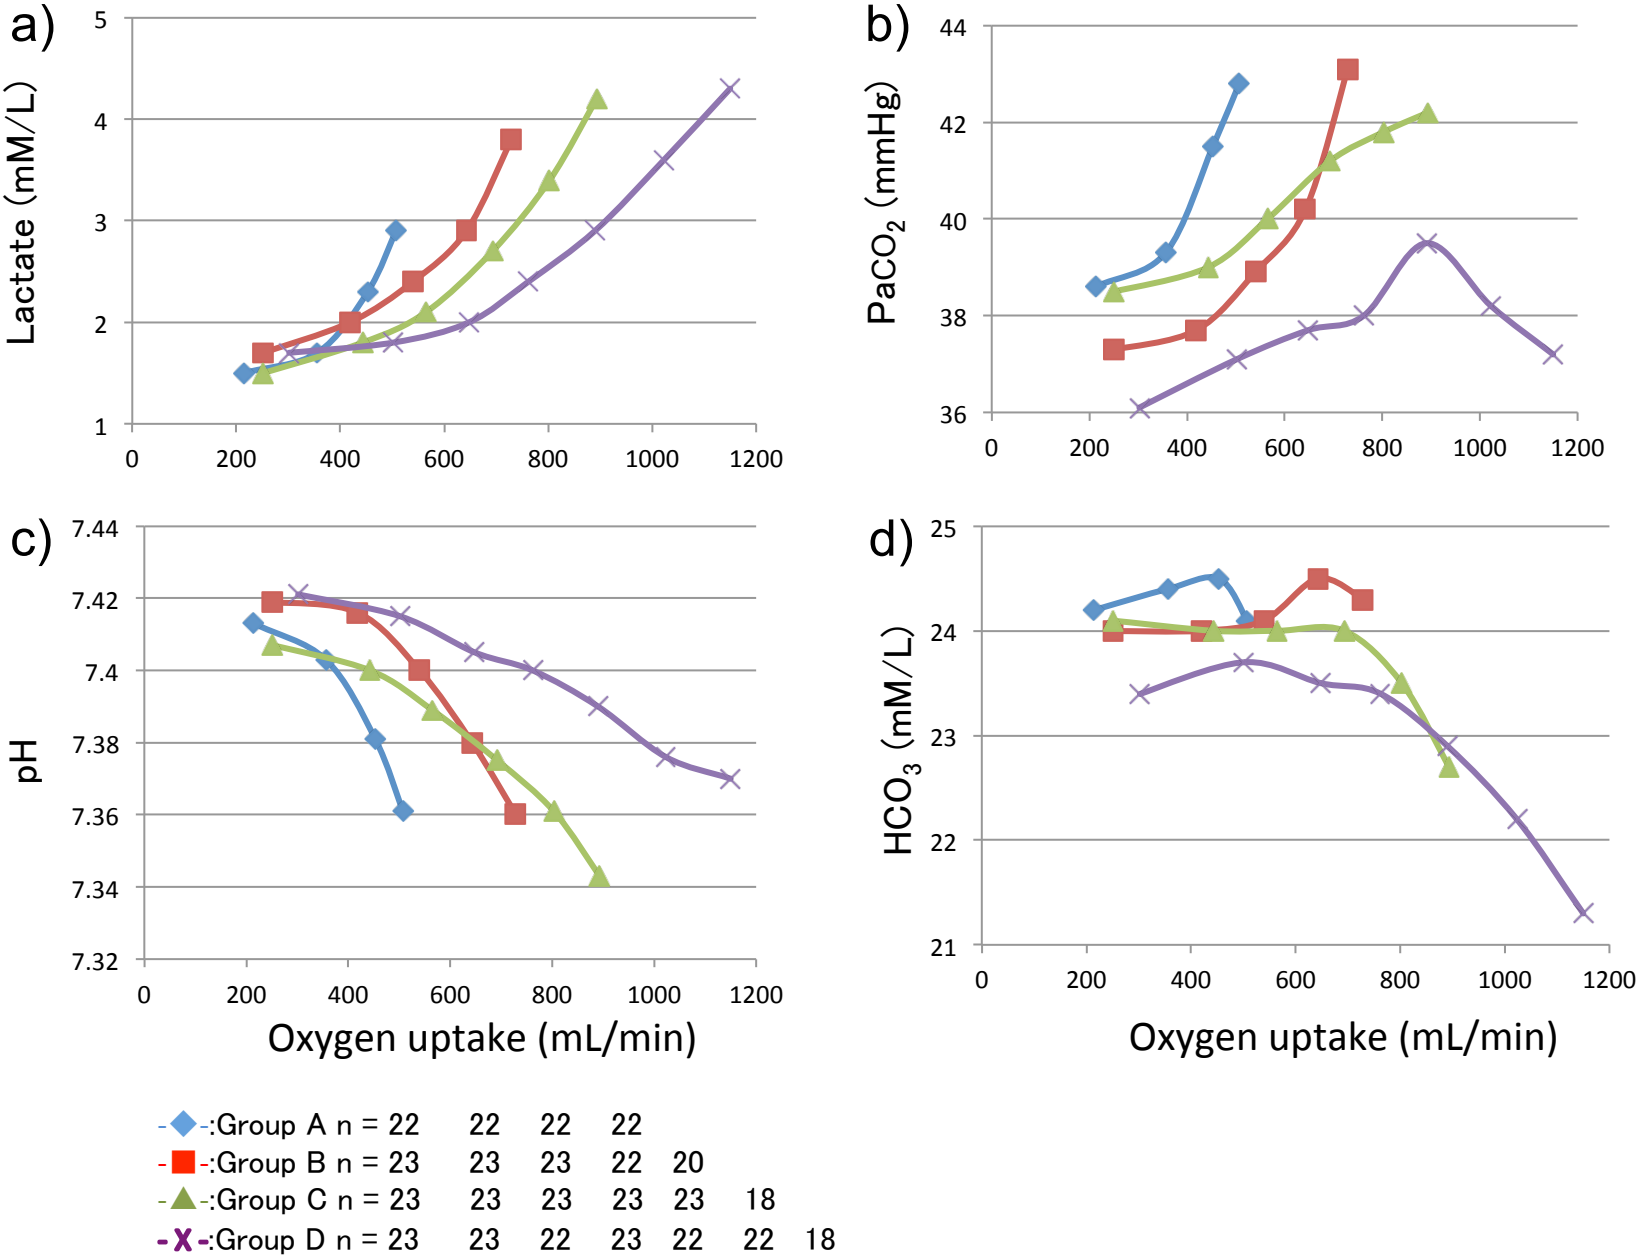 a)
Lactate (mM/L)
5
4
3
2
1
0 200 400 600 800 1000 1200
b)
PaCO2 (mmHg)
44
42
40
38
36
0 200 400 600 800 1000 1200
c)
pH
7.44
7.42
7.4
7.38
7.36
7.34
7.32
0 200 400 600 800 1000 1200
Oxygen uptake (mL/min)
d)
HCO3 (mM/L)
25
24
23
22
21
0 200 400 600 800 1000 1200
Oxygen uptake (mL/min)
:Group A n = 22 22 22 22
:Group B n = 23 23 23 22 20
:Group C n = 23 23 23 23 23 18
:Group D n = 23 23 22 23 22 22 18